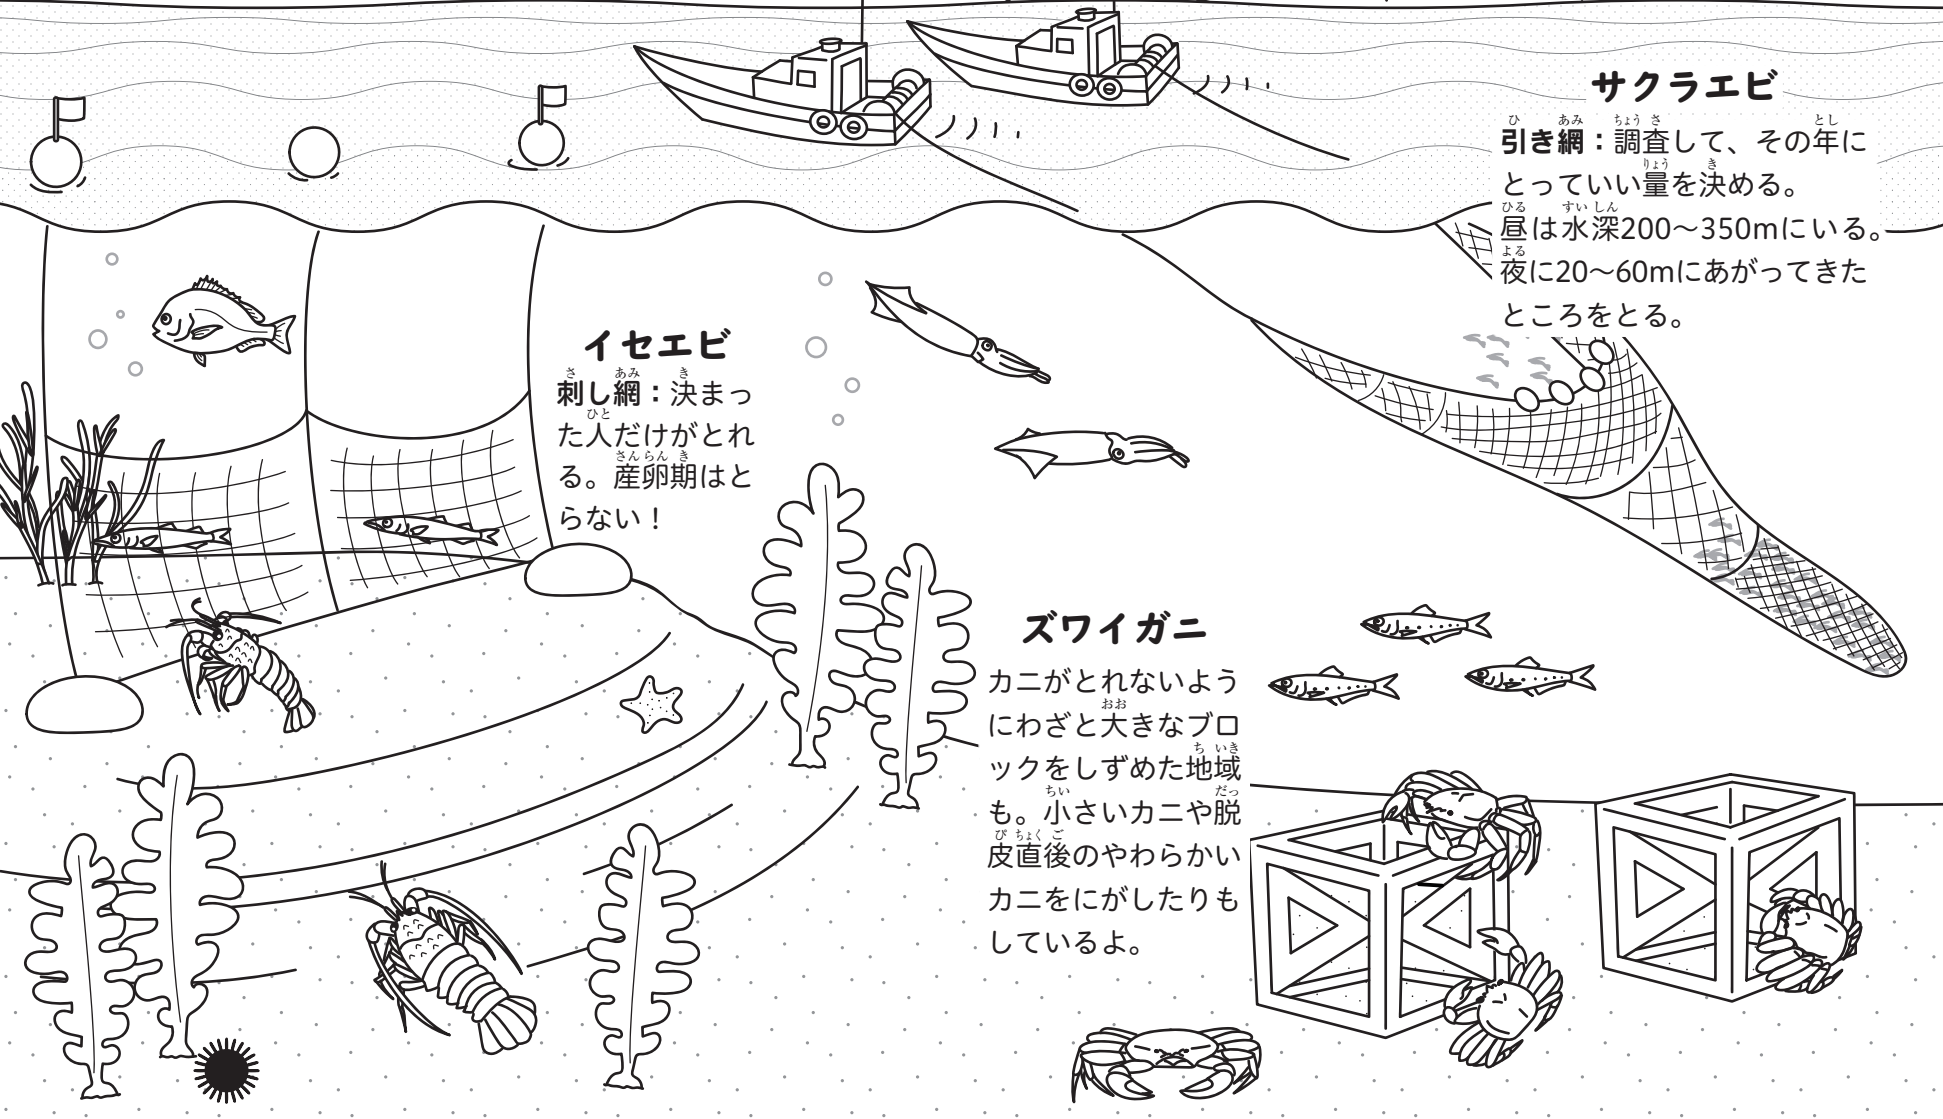 サクラエビ
引き網：調査して、その年に
とっていい量を決める。
昼は水深200〜350mにいる。
夜に20〜60mにあがってきた
ところをとる。
イセエビ
刺し網：決まっ
た人だけがとれ
る。産卵期はと
らない！
ズワイガニ
カニがとれないよう
にわざと大きなブロ
ックをしずめた地域
も。小さいカニや脱
皮直後のやわらかい
カニをにがしたりも
しているよ。